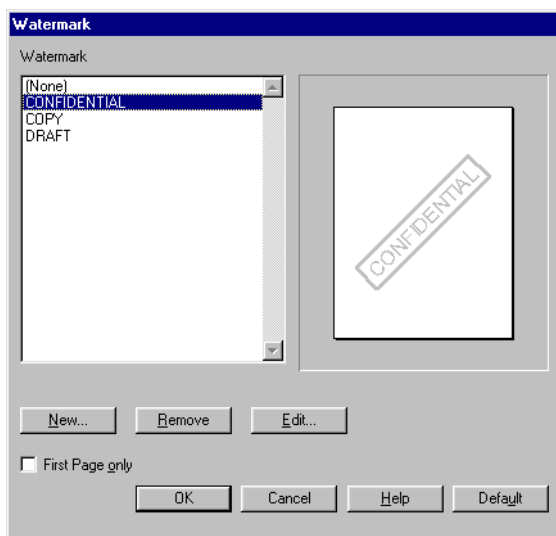 Watermark
Watermark
(None)
CONFIDENTIAL
COPY
DRAFT
CONFIDENTIAL
New... Remove Edit...
First Page only
OK Cancel Help Default